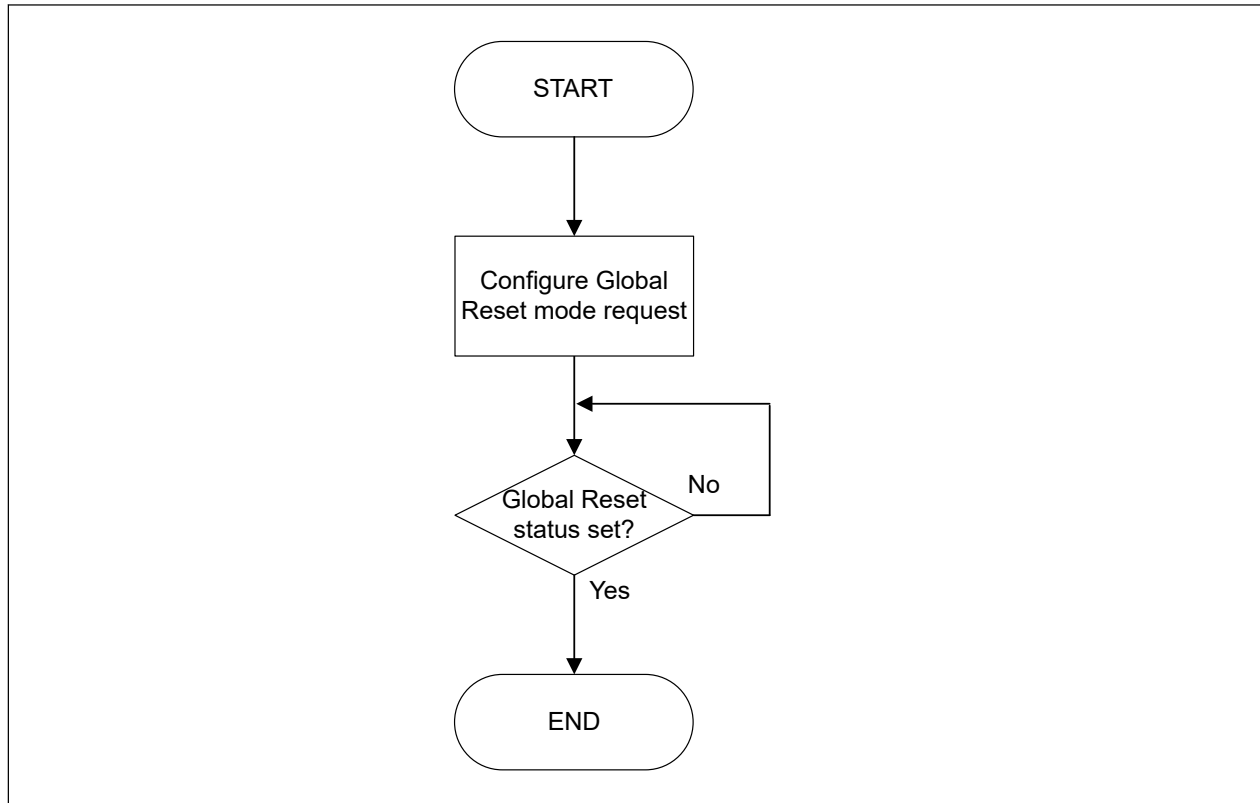 START
Configure Global
Reset mode request
Global Reset
status set?
No
Yes
END